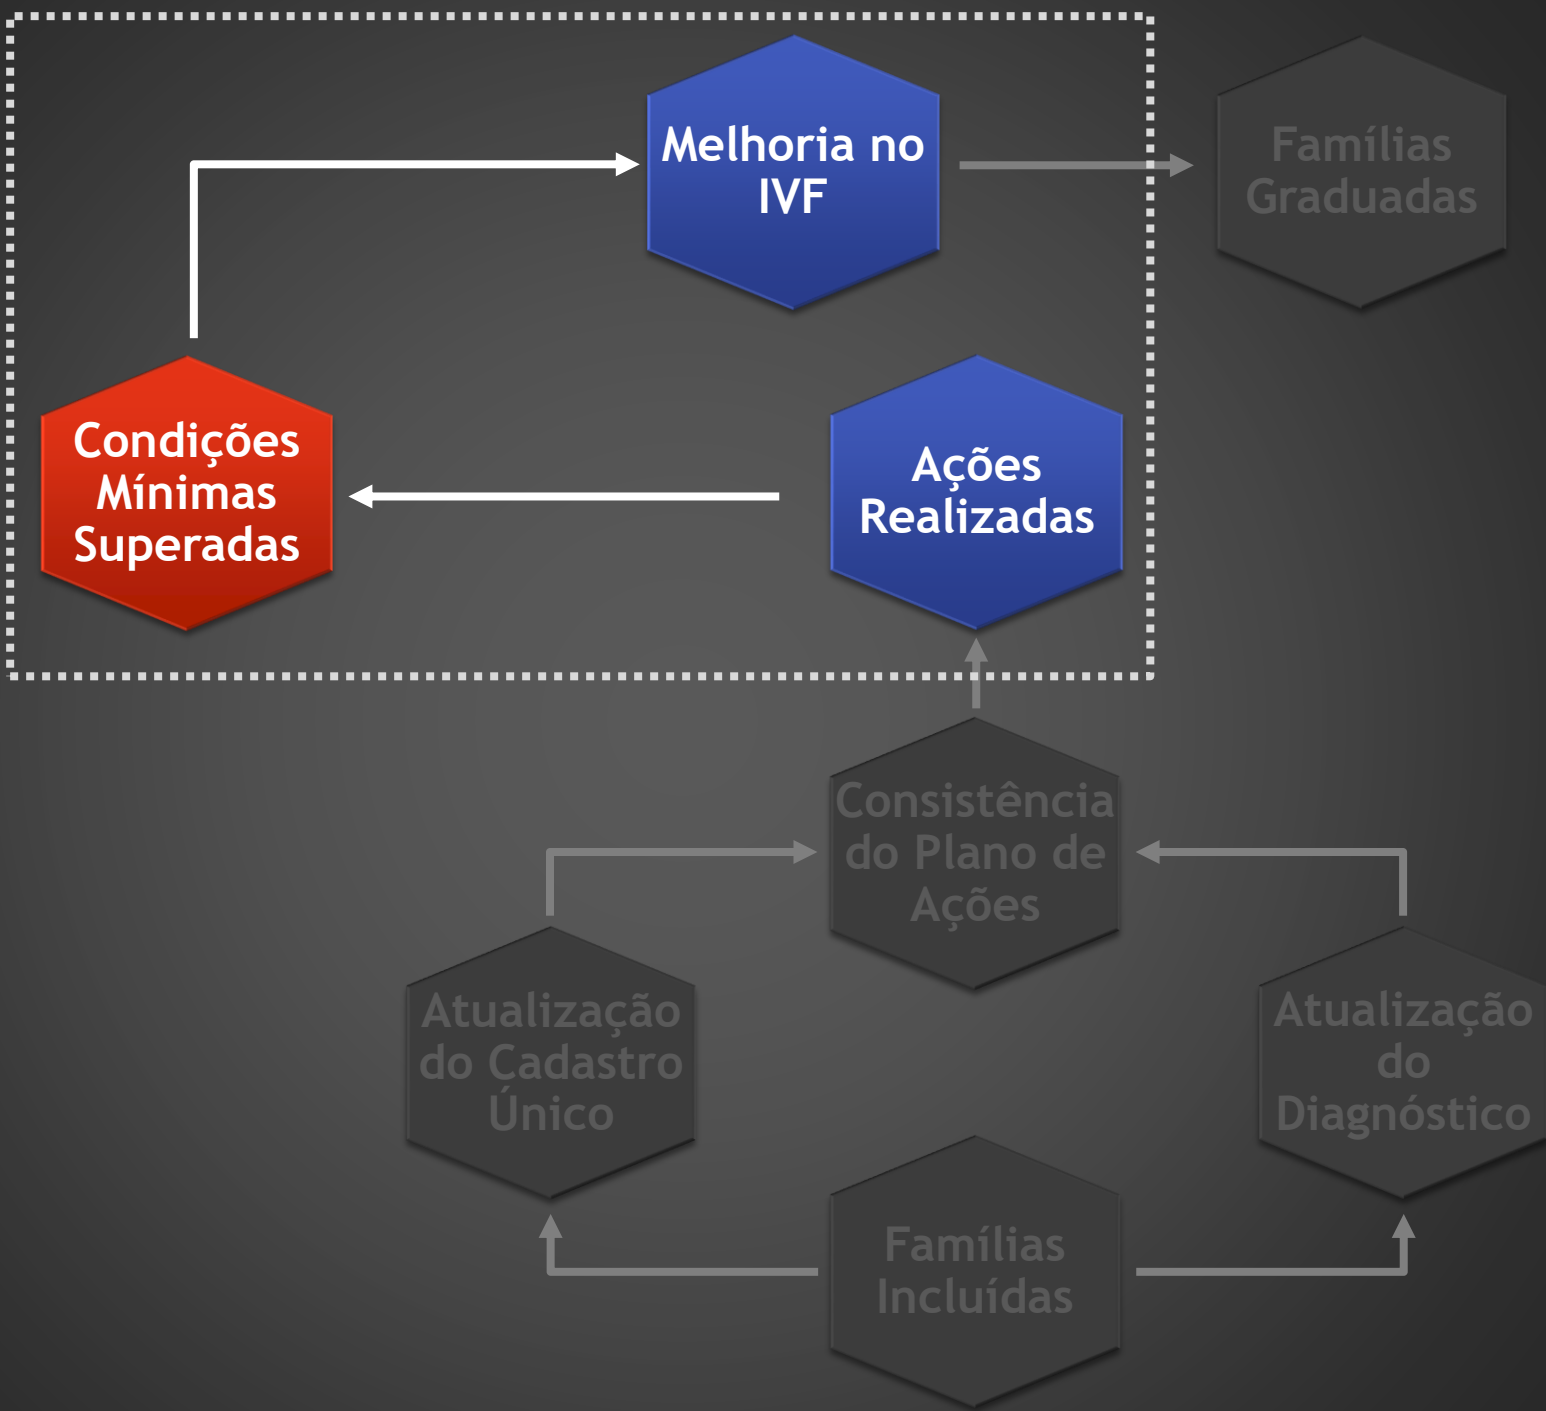 Melhoria no
IVF
Famílias
Graduadas
Condições
Mínimas
Superadas
Ações
Realizadas
Consistência
do Plano de
Ações
Atualização
do Cadastro
Único
Atualização
do
Diagnóstico
Famílias
Incluídas